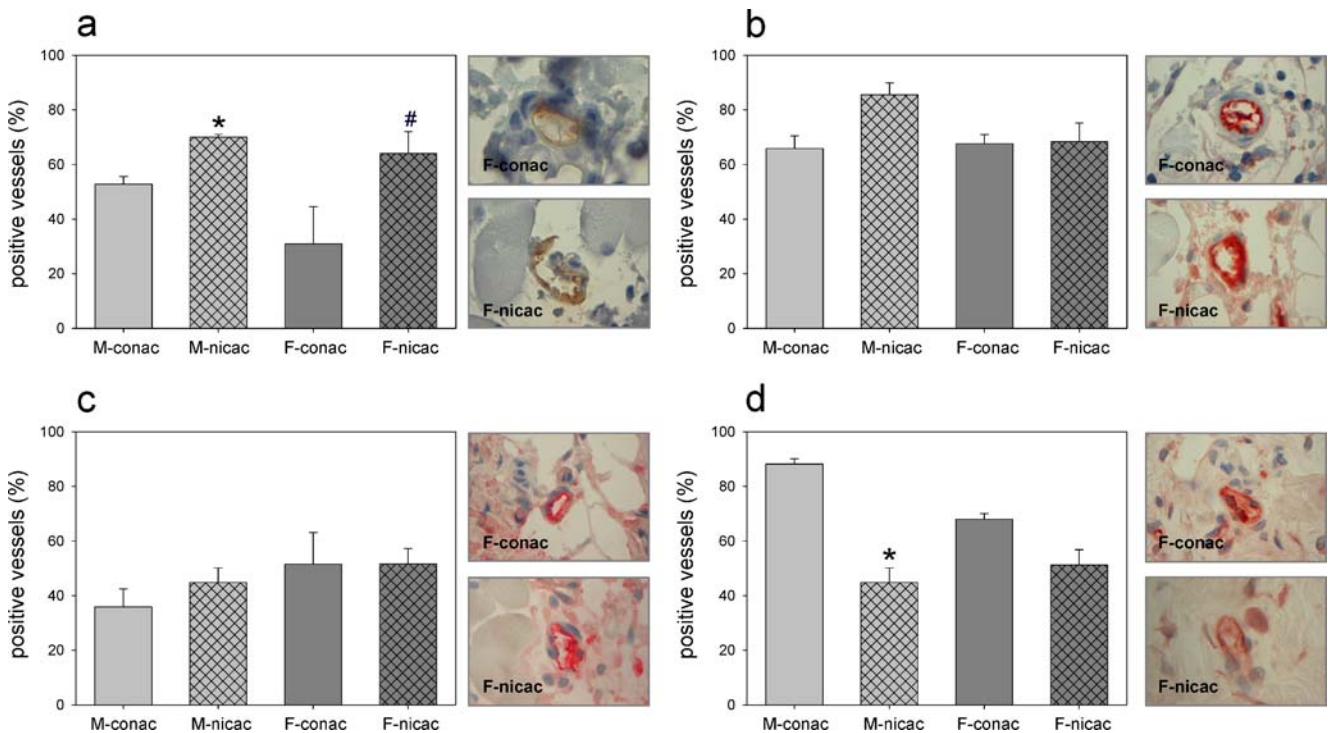 a
positive vessels (%)
100
80
60
40
20
0
*
#
M-conac M-nicac F-conac F-nicac
F-conac
F-nicac
b
positive vessels (%)
100
80
60
40
20
0
M-conac M-nicac F-conac F-nicac
F-conac
F-nicac
c
positive vessels (%)
100
80
60
40
20
0
M-conac M-nicac F-conac F-nicac
F-conac
F-nicac
d
positive vessels (%)
100
80
60
40
20
0
*
M-conac M-nicac F-conac F-nicac
F-conac
F-nicac